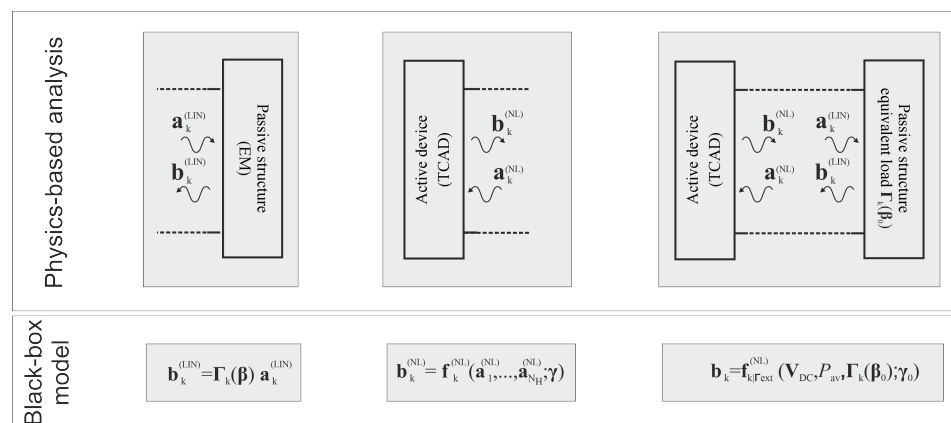 Physics-based analysis
a_k^(LIN)
b_k^(LIN)
Passive structure
(EM)
Active device
(TCAD)
b_k^(NL)
a_k^(NL)
Active device
(TCAD)
b_k^(NL)
a_k^(NL)
a_k^(LIN)
b_k^(LIN)
Passive structure
equivalent load Γ_k(β_0)
Black-box
model
b_k^(LIN)=Γ_k(β) a_k^(LIN)
b_k^(NL)= f_k^(NL)(a_1^(NL),...,a_N_H^(NL);γ)
b_k=f_k|Γext^(NL) (V_DC,P_av,Γ_k(β_0);γ_0)